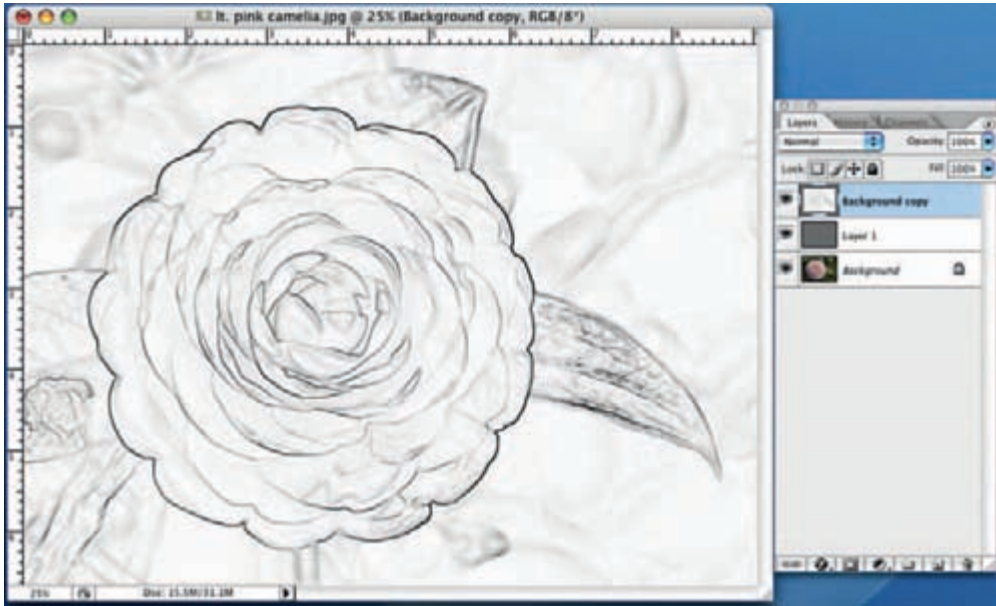 lt. pink camelia.jpg @ 25% (Background copy, RGB/8*)
Layers Channels
Normal Opacity: 100%
Lock: Fill: 100%
Background copy
Layer 1
Background
25% Doc: 15.5M/31.1M